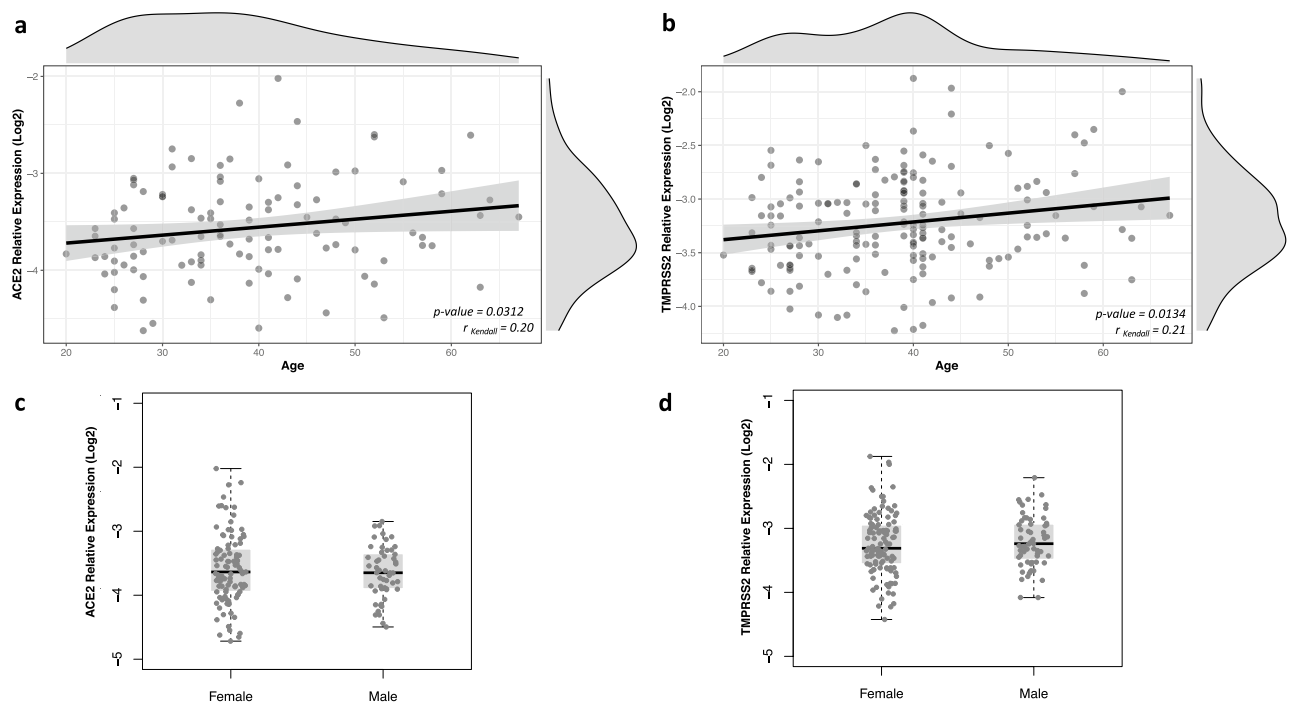 a
ACE2 Relative Expression (Log2)
−2
−3
−4
20 30 40 50 60
Age
p-value = 0.0312
r Kendall = 0.20
b
TMPRSS2 Relative Expression (Log2)
−2.0
−2.5
−3.0
−3.5
−4.0
20 30 40 50 60
Age
p-value = 0.0134
r Kendall = 0.21
c
ACE2 Relative Expression (Log2)
−1
−2
−3
−4
−5
Female Male
d
TMPRSS2 Relative Expression (Log2)
−1
−2
−3
−4
−5
Female Male